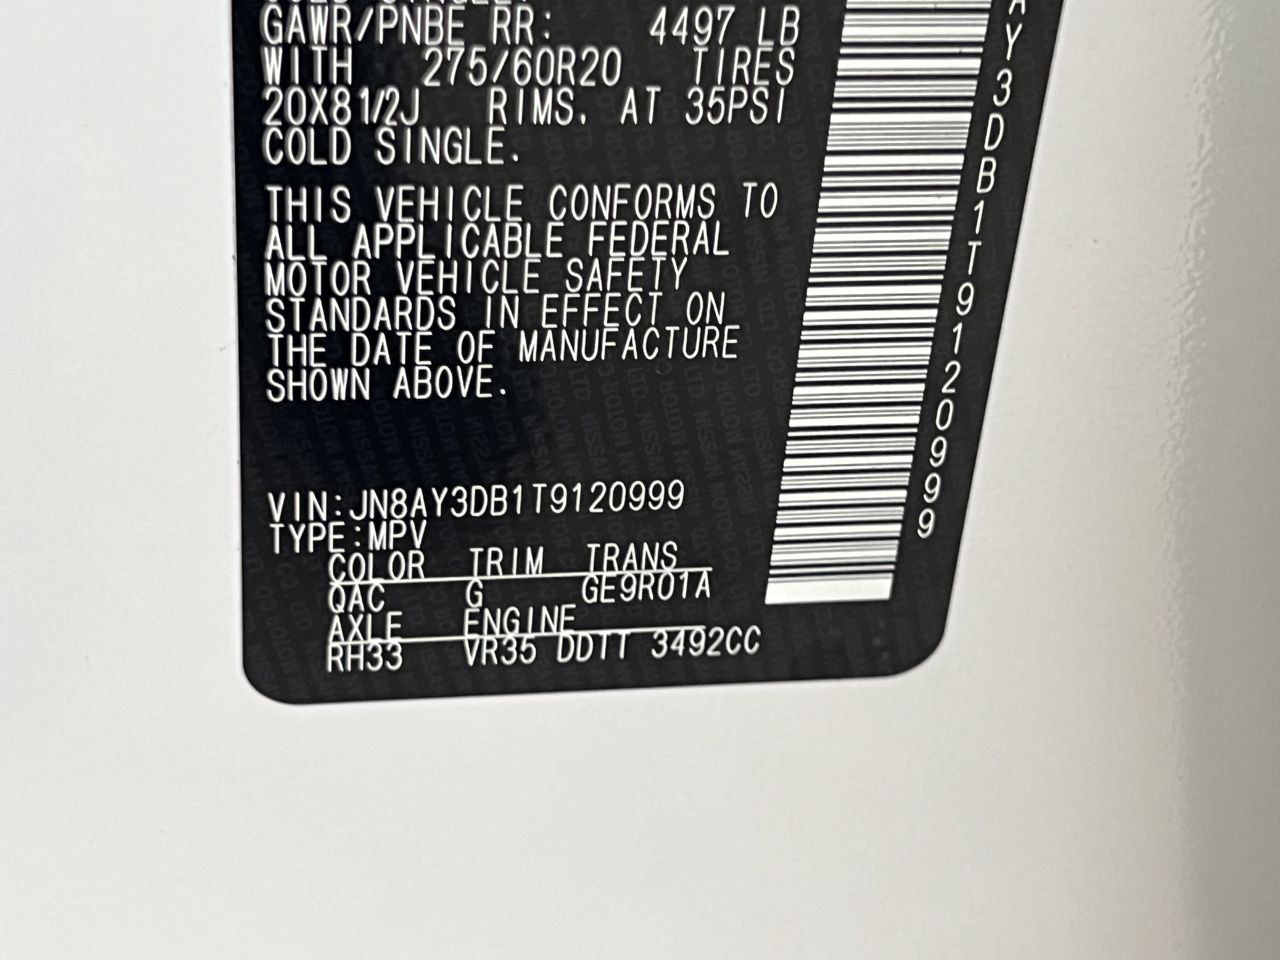 GAWR/PNBE RR: 4497 LB
WITH 275/60R20 TIRES
20X81/2J RIMS. AT 35PSI
COLD SINGLE.
THIS VEHICLE CONFORMS TO
ALL APPLICABLE FEDERAL
MOTOR VEHICLE SAFETY
STANDARDS IN EFFECT ON
THE DATE OF MANUFACTURE
SHOWN ABOVE.
VIN:JN8AY3DB1T9120999
TYPE:MPV
COLOR TRIM TRANS
QAC G GE9R01A
AXLE ENGINE
RH33 VR35 DDTT 3492CC
AY3DB1T9120999